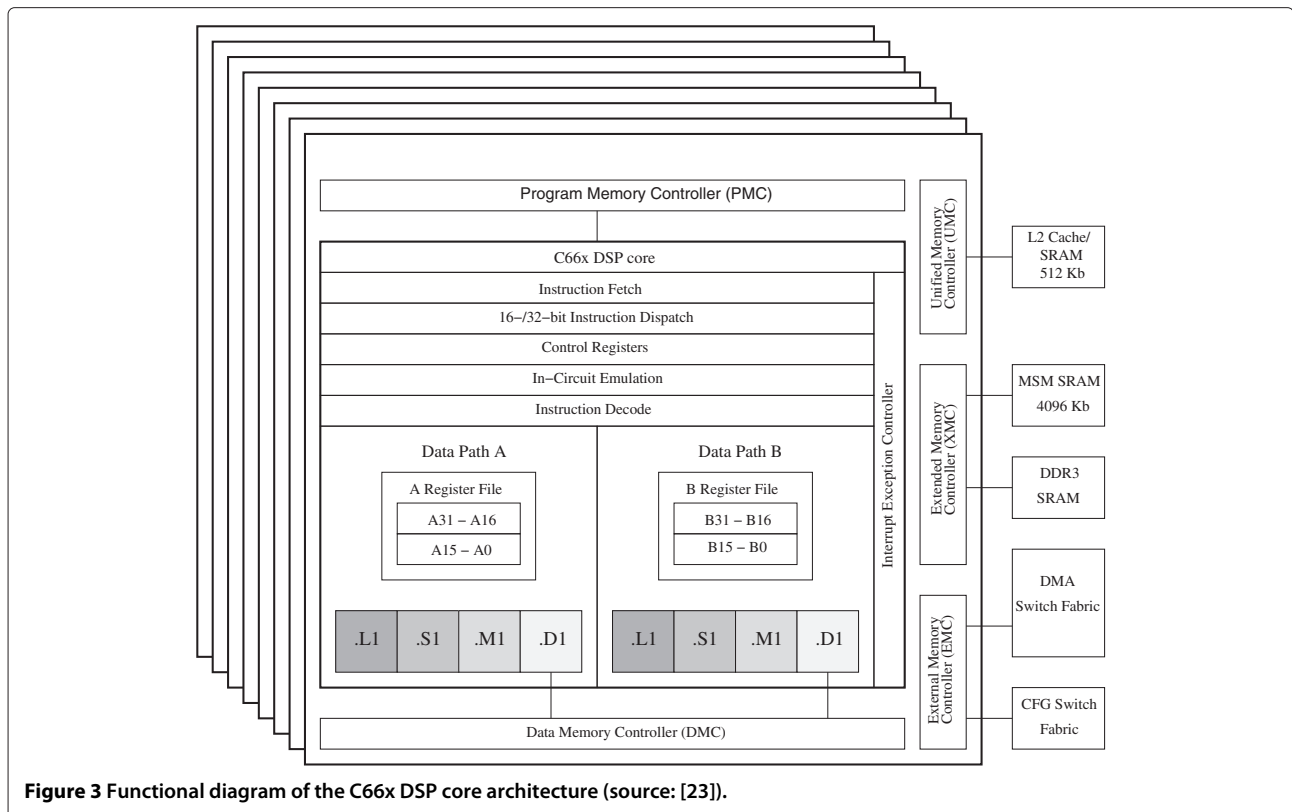 Program Memory Controller (PMC)
C66x DSP core
Instruction Fetch
16−/32−bit Instruction Dispatch
Control Registers
In−Circuit Emulation
Instruction Decode
Interrupt Exception Controller
Data Path A
A Register File
A31 − A16
A15 − A0
.L1
.S1
.M1
.D1
Data Path B
B Register File
B31 − B16
B15 − B0
.L1
.S1
.M1
.D1
Data Memory Controller (DMC)
Unified Memory
Controller (UMC)
Extended Memory
Controller (XMC)
External Memory
Controller (EMC)
L2 Cache/
SRAM
512 Kb
MSM SRAM
4096 Kb
DDR3
SRAM
DMA
Switch Fabric
CFG Switch
Fabric
Figure 3 Functional diagram of the C66x DSP core architecture (source: [23]).